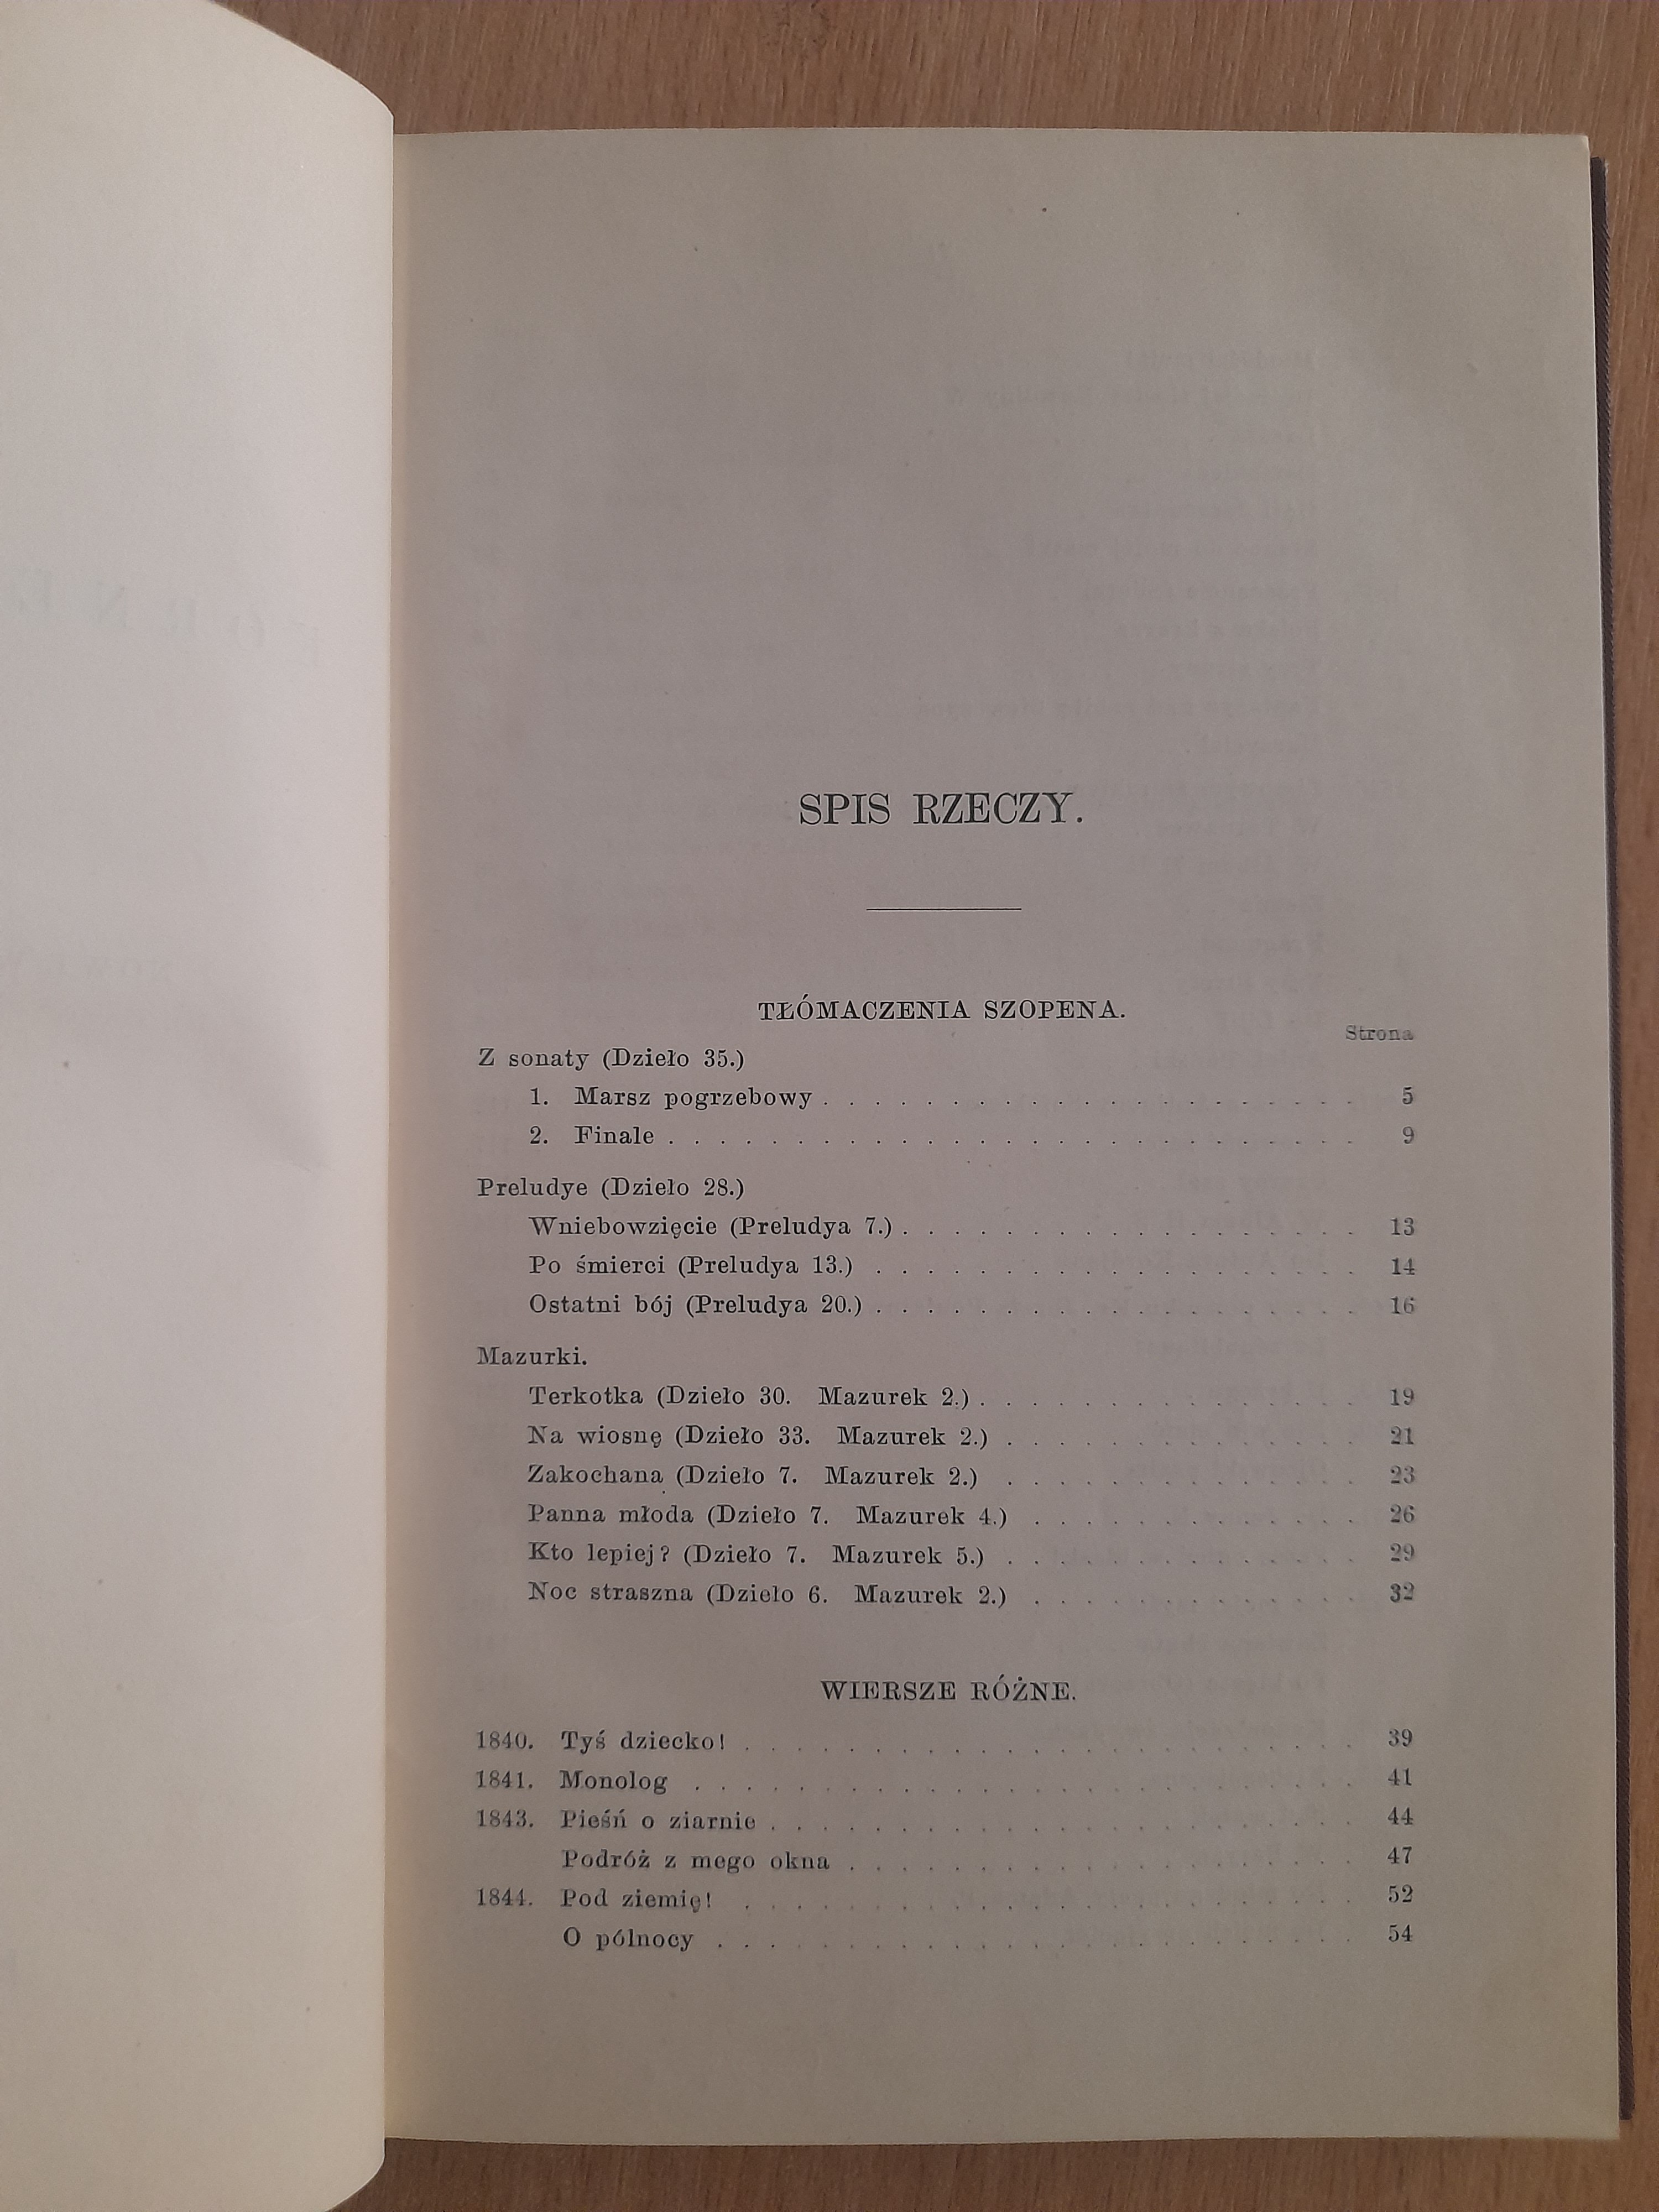 SPIS RZECZY.
TŁÓMACZENIA SZOPENA.
Strona
Z sonaty (Dzieło 35.)
1. Marsz pogrzebowy . . . . . . . . . . . . . . . . . . . . . 5
2. Finale . . . . . . . . . . . . . . . . . . . . . . . . . . . 9
Preludye (Dzieło 28.)
Wniebowzięcie (Preludya 7.) . . . . . . . . . . . . . . . . . . 13
Po śmierci (Preludya 13.) . . . . . . . . . . . . . . . . . . . 14
Ostatni bój (Preludya 20.) . . . . . . . . . . . . . . . . . . . 16
Mazurki.
Terkotka (Dzieło 30. Mazurek 2.) . . . . . . . . . . . . . . . 19
Na wiosnę (Dzieło 33. Mazurek 2.) . . . . . . . . . . . . . . 21
Zakochana (Dzieło 7. Mazurek 2.) . . . . . . . . . . . . . . 23
Panna młoda (Dzieło 7. Mazurek 4.) . . . . . . . . . . . . . 26
Kto lepiej? (Dzieło 7. Mazurek 5.) . . . . . . . . . . . . . . 29
Noc straszna (Dzieło 6. Mazurek 2.) . . . . . . . . . . . . . 32
WIERSZE RÓŻNE.
1840. Tyś dziecko! . . . . . . . . . . . . . . . . . . . . . . . . 39
1841. Monolog . . . . . . . . . . . . . . . . . . . . . . . . . . 41
1843. Pieśń o ziarnie . . . . . . . . . . . . . . . . . . . . . . . 44
Podróż z mego okna . . . . . . . . . . . . . . . . . . . . 47
1844. Pod ziemię! . . . . . . . . . . . . . . . . . . . . . . . . 52
O północy . . . . . . . . . . . . . . . . . . . . . . . . . 54